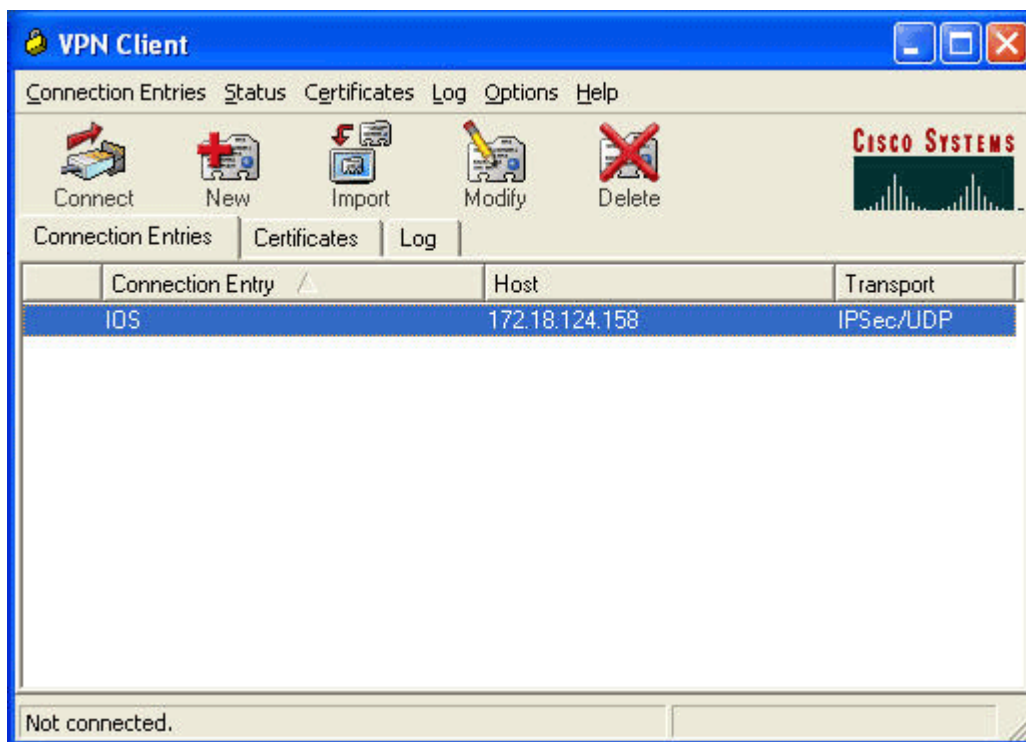 VPN Client
Connection Entries Status Certificates Log Options Help
Connect New Import Modify Delete
CISCO SYSTEMS
Connection Entries Certificates Log
Connection Entry Host Transport
IOS 172.18.124.158 IPSec/UDP
Not connected.